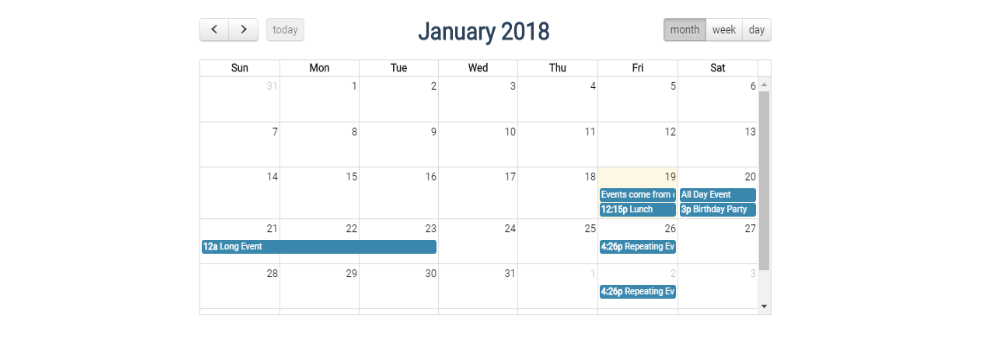 today
January 2018
month week day
Sun Mon Tue Wed Thu Fri Sat
31 1 2 3 4 5 6
7 8 9 10 11 12 13
14 15 16 17 18 19 20
Events come from All Day Event
12:15p Lunch 3p Birthday Party
21 22 23 24 25 26 27
12a Long Event 4:26p Repeating Ev
28 29 30 31 1 2 3
4:26p Repeating Ev